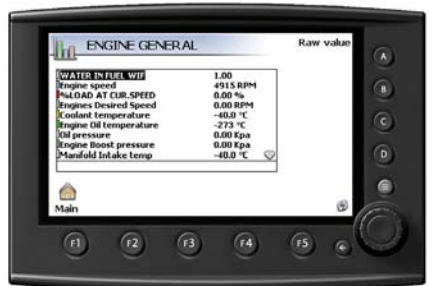 ENGINE GENERAL
Raw value
WATER IN FUEL WIF 1.00
Engine speed 4915 RPM
%LOAD AT CUR.SPEED 0.00 %
Engines Desired Speed 0.00 RPM
Coolant temperature -40.0 °C
Engine Oil temperature -273 °C
Oil pressure 0.00 Kpa
Engine Boost pressure 0.00 Kpa
Manifold Intake temp -40.0 °C
Main
A
B
C
D
F1 F2 F3 F4 F5